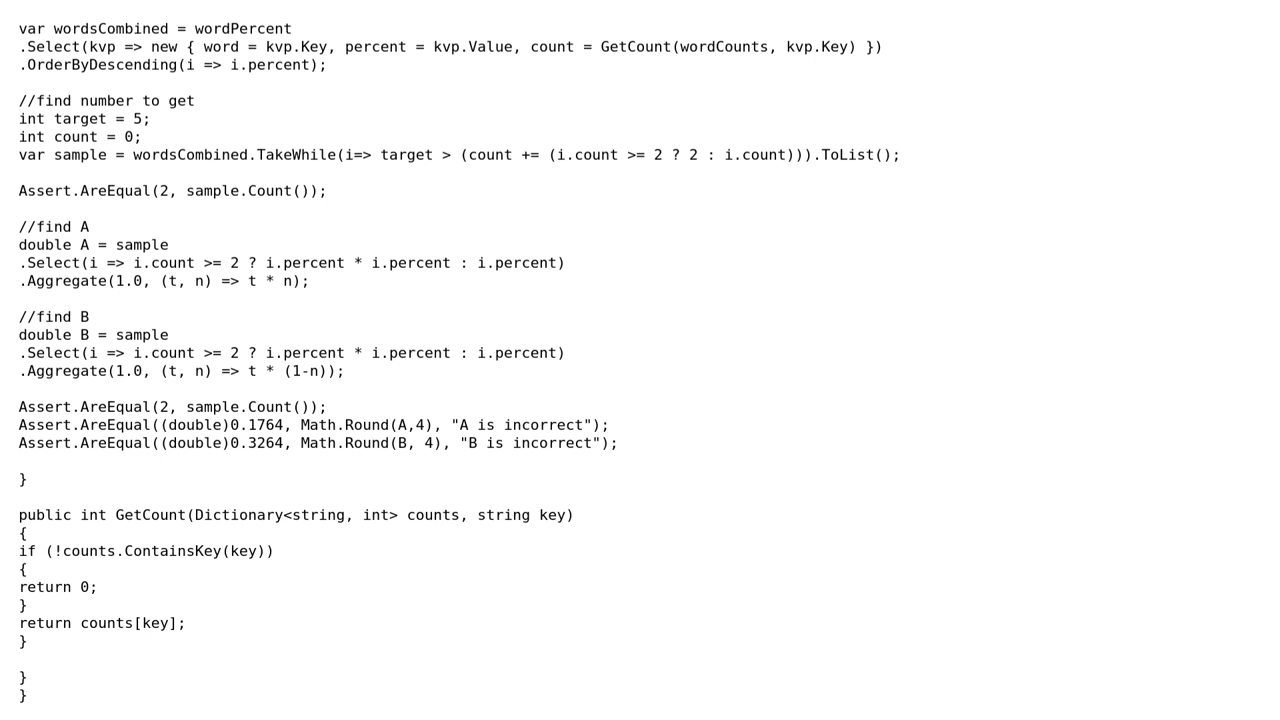 var wordsCombined = wordPercent
.Select(kvp => new { word = kvp.Key, percent = kvp.Value, count = GetCount(wordCounts, kvp.Key) })
.OrderByDescending(i => i.percent);

//find number to get
int target = 5;
int count = 0;
var sample = wordsCombined.TakeWhile(i=> target > (count += (i.count >= 2 ? 2 : i.count))).ToList();

Assert.AreEqual(2, sample.Count());

//find A
double A = sample
.Select(i => i.count >= 2 ? i.percent * i.percent : i.percent)
.Aggregate(1.0, (t, n) => t * n);

//find B
double B = sample
.Select(i => i.count >= 2 ? i.percent * i.percent : i.percent)
.Aggregate(1.0, (t, n) => t * (1-n));

Assert.AreEqual(2, sample.Count());
Assert.AreEqual((double)0.1764, Math.Round(A,4), "A is incorrect");
Assert.AreEqual((double)0.3264, Math.Round(B, 4), "B is incorrect");

}

public int GetCount(Dictionary<string, int> counts, string key)
{
if (!counts.ContainsKey(key))
{
return 0;
}
return counts[key];
}

}
}